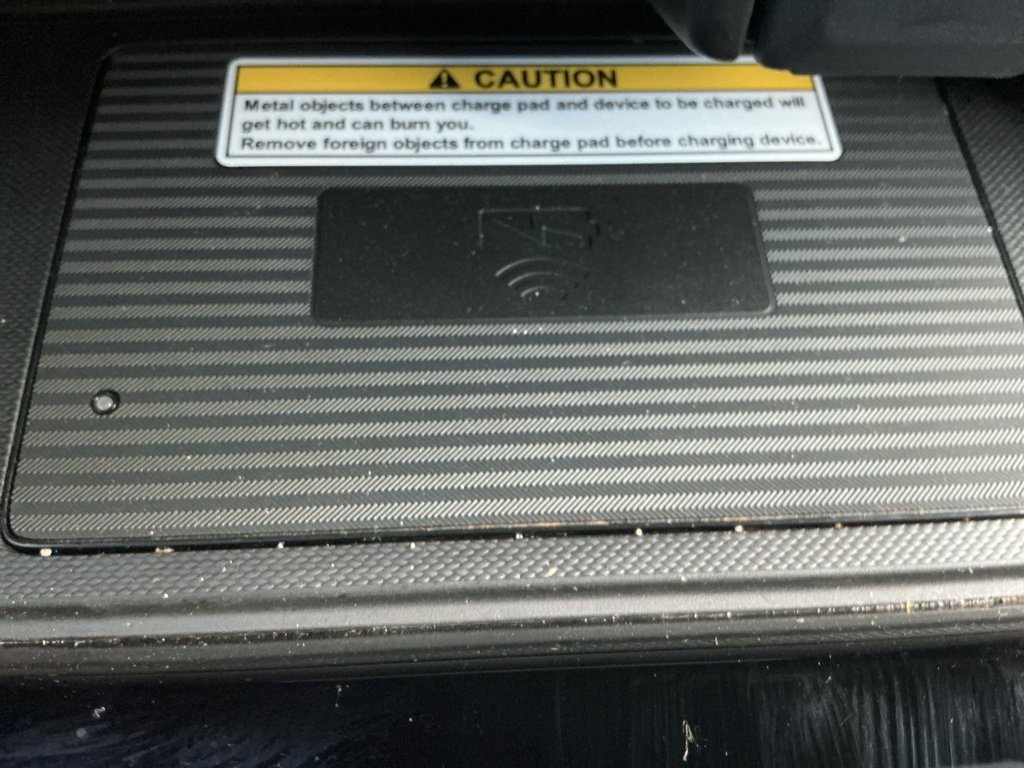 CAUTION
Metal objects between charge pad and device to be charged will
get hot and can burn you.
Remove foreign objects from charge pad before charging device.